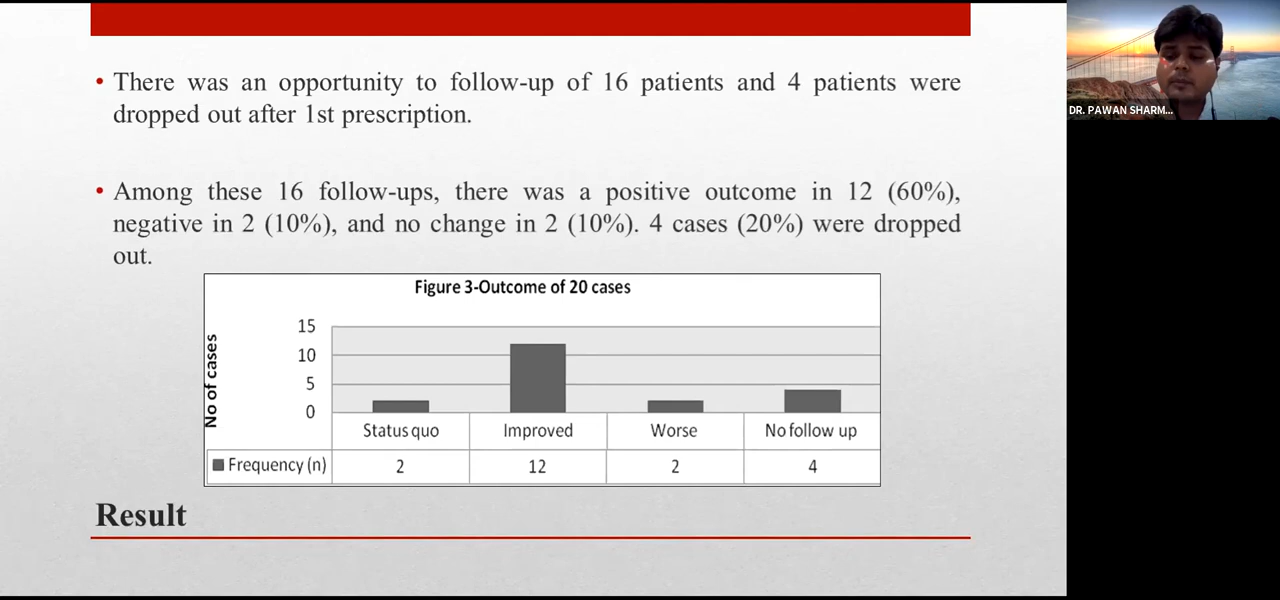 • There was an opportunity to follow-up of 16 patients and 4 patients were
dropped out after 1st prescription.
• Among these 16 follow-ups, there was a positive outcome in 12 (60%),
negative in 2 (10%), and no change in 2 (10%). 4 cases (20%) were dropped
out.
Figure 3-Outcome of 20 cases
No of cases
15
10
5
0
Status quo Improved Worse No follow up
Frequency (n) 2 12 2 4
Result
DR. PAWAN SHARM...